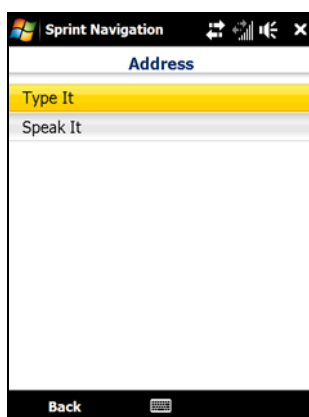 Sprint Navigation
Address
Type It
Speak It
Back